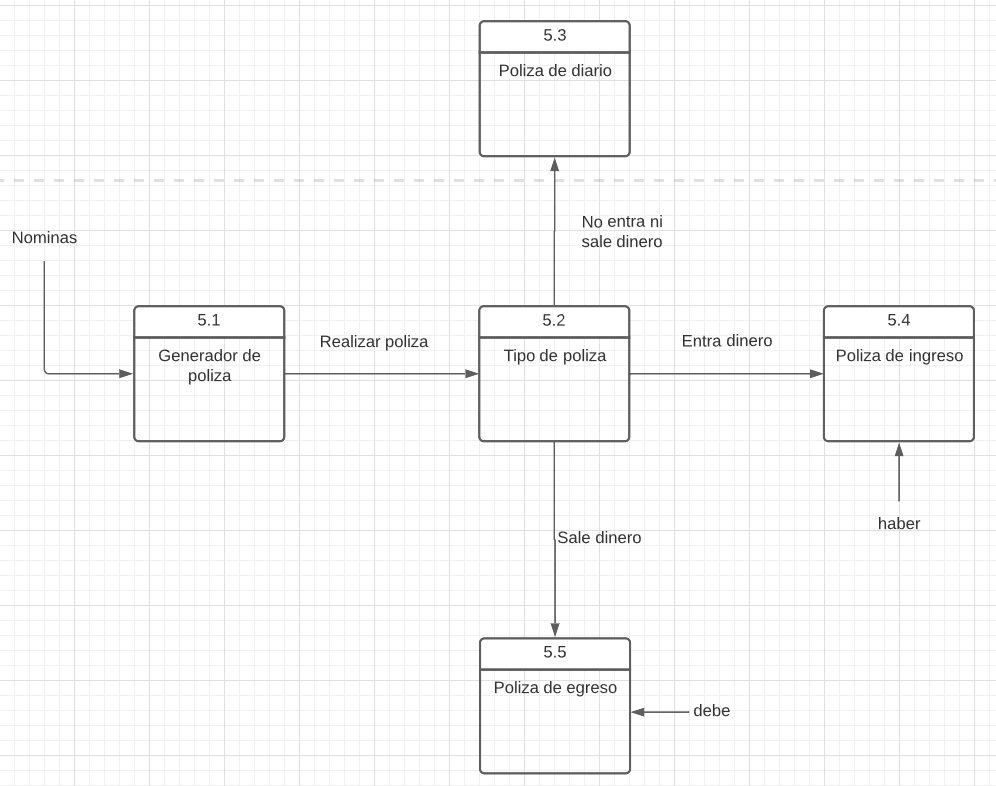 5.3
Poliza de diario
No entra ni
sale dinero
Nominas
5.1
Generador de
poliza
Realizar poliza
5.2
Tipo de poliza
Entra dinero
5.4
Poliza de ingreso
haber
Sale dinero
5.5
Poliza de egreso
debe